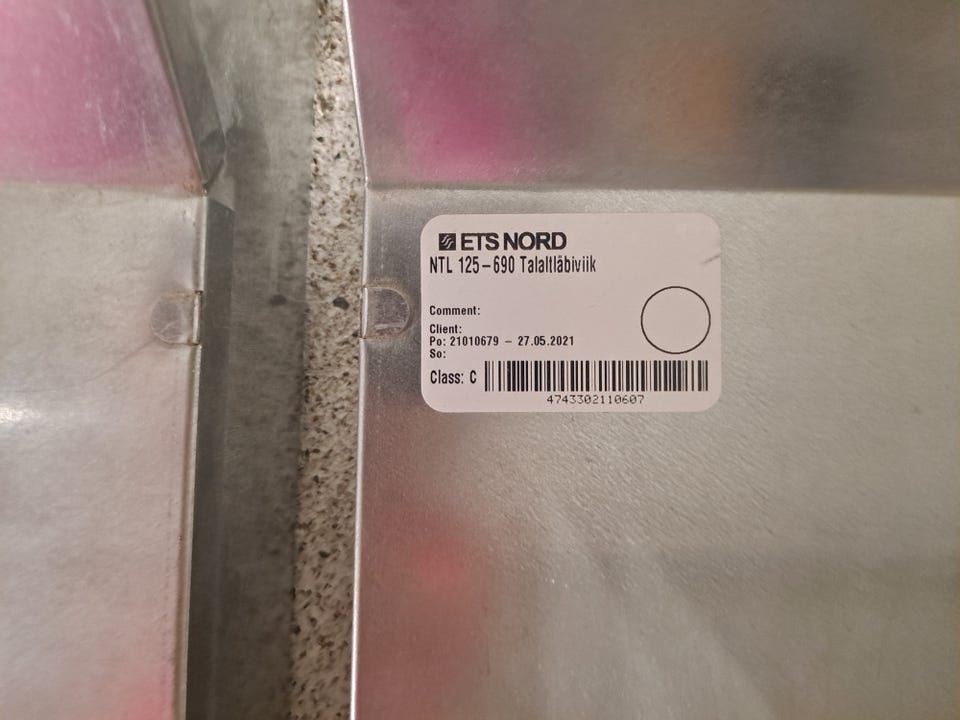 ETS NORD
NTL 125-690 Talaltläbiviik
Comment:
Client:
Po: 21010679 - 27.05.2021
So:
Class: C
4743302110607